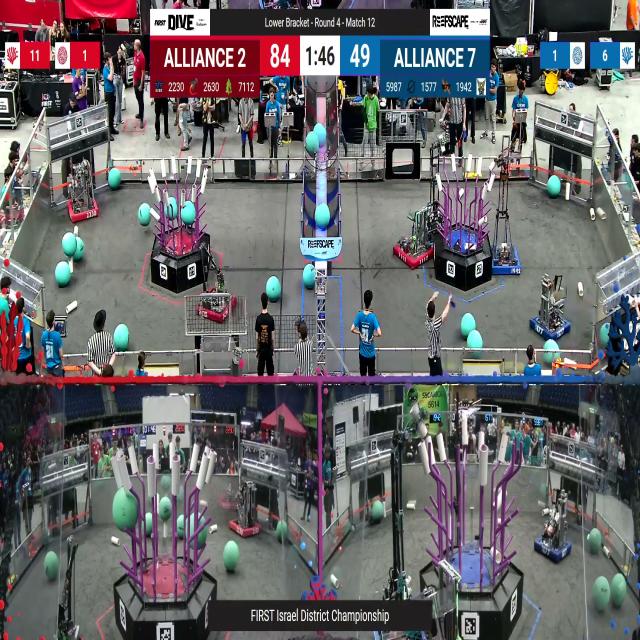 FIRST DIVE
Lower Bracket - Round 4 - Match 12
REEFSCAPE
11 1 ALLIANCE 2 84 1:46 49 ALLIANCE 7 1 6
2230 2630 7112 5987 1577 1942
REEFSCAPE
FIRST Israel District Championship